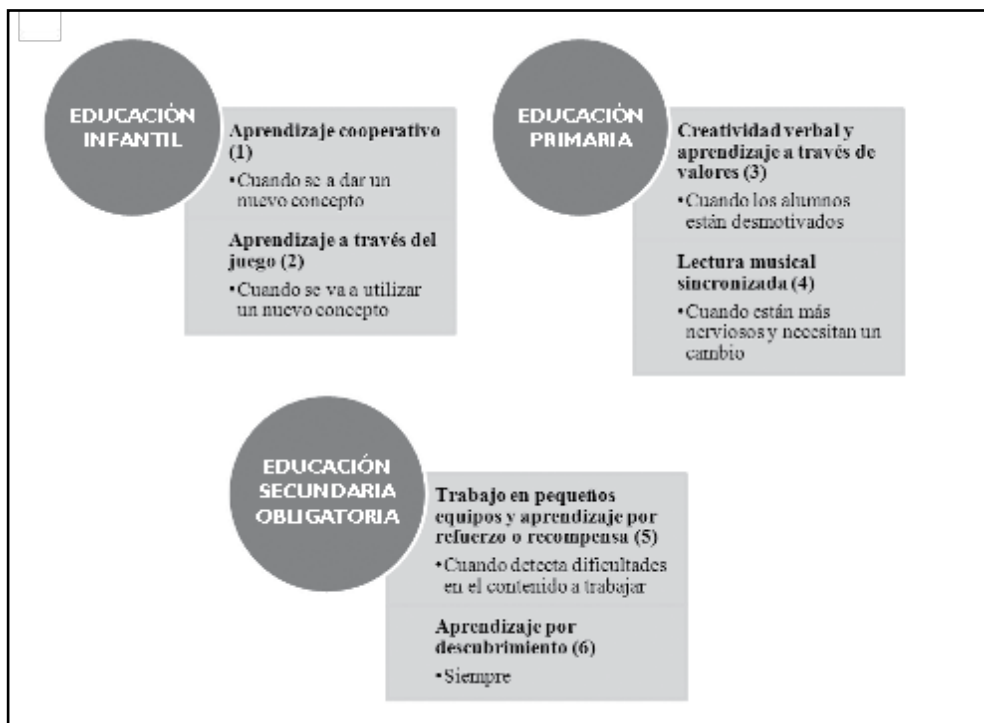 EDUCACIÓN
INFANTIL
Aprendizaje cooperativo
(1)
•Cuando se a dar un
nuevo concepto
Aprendizaje a través del
juego (2)
•Cuando se va a utilizar
un nuevo concepto
EDUCACIÓN
PRIMARIA
Creatividad verbal y
aprendizaje a través de
valores (3)
•Cuando los alumnos
están desmotivados
Lectura musical
sincronizada (4)
•Cuando están más
nerviosos y necesitan un
cambio
EDUCACIÓN
SECUNDARIA
OBLIGATORIA
Trabajo en pequeños
equipos y aprendizaje por
refuerzo o recompensa (5)
•Cuando detecta dificultades
en el contenido a trabajar
Aprendizaje por
descubrimiento (6)
•Siempre